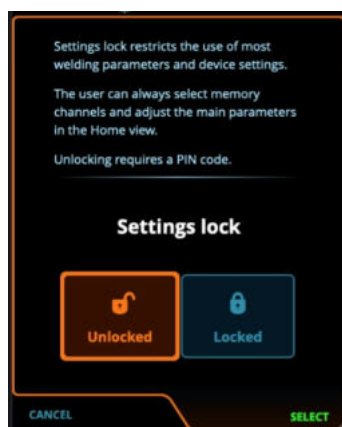 Settings lock restricts the use of most
welding parameters and device settings.
The user can always select memory
channels and adjust the main parameters
in the Home view.
Unlocking requires a PIN code.
Settings lock
Unlocked
Locked
CANCEL
SELECT